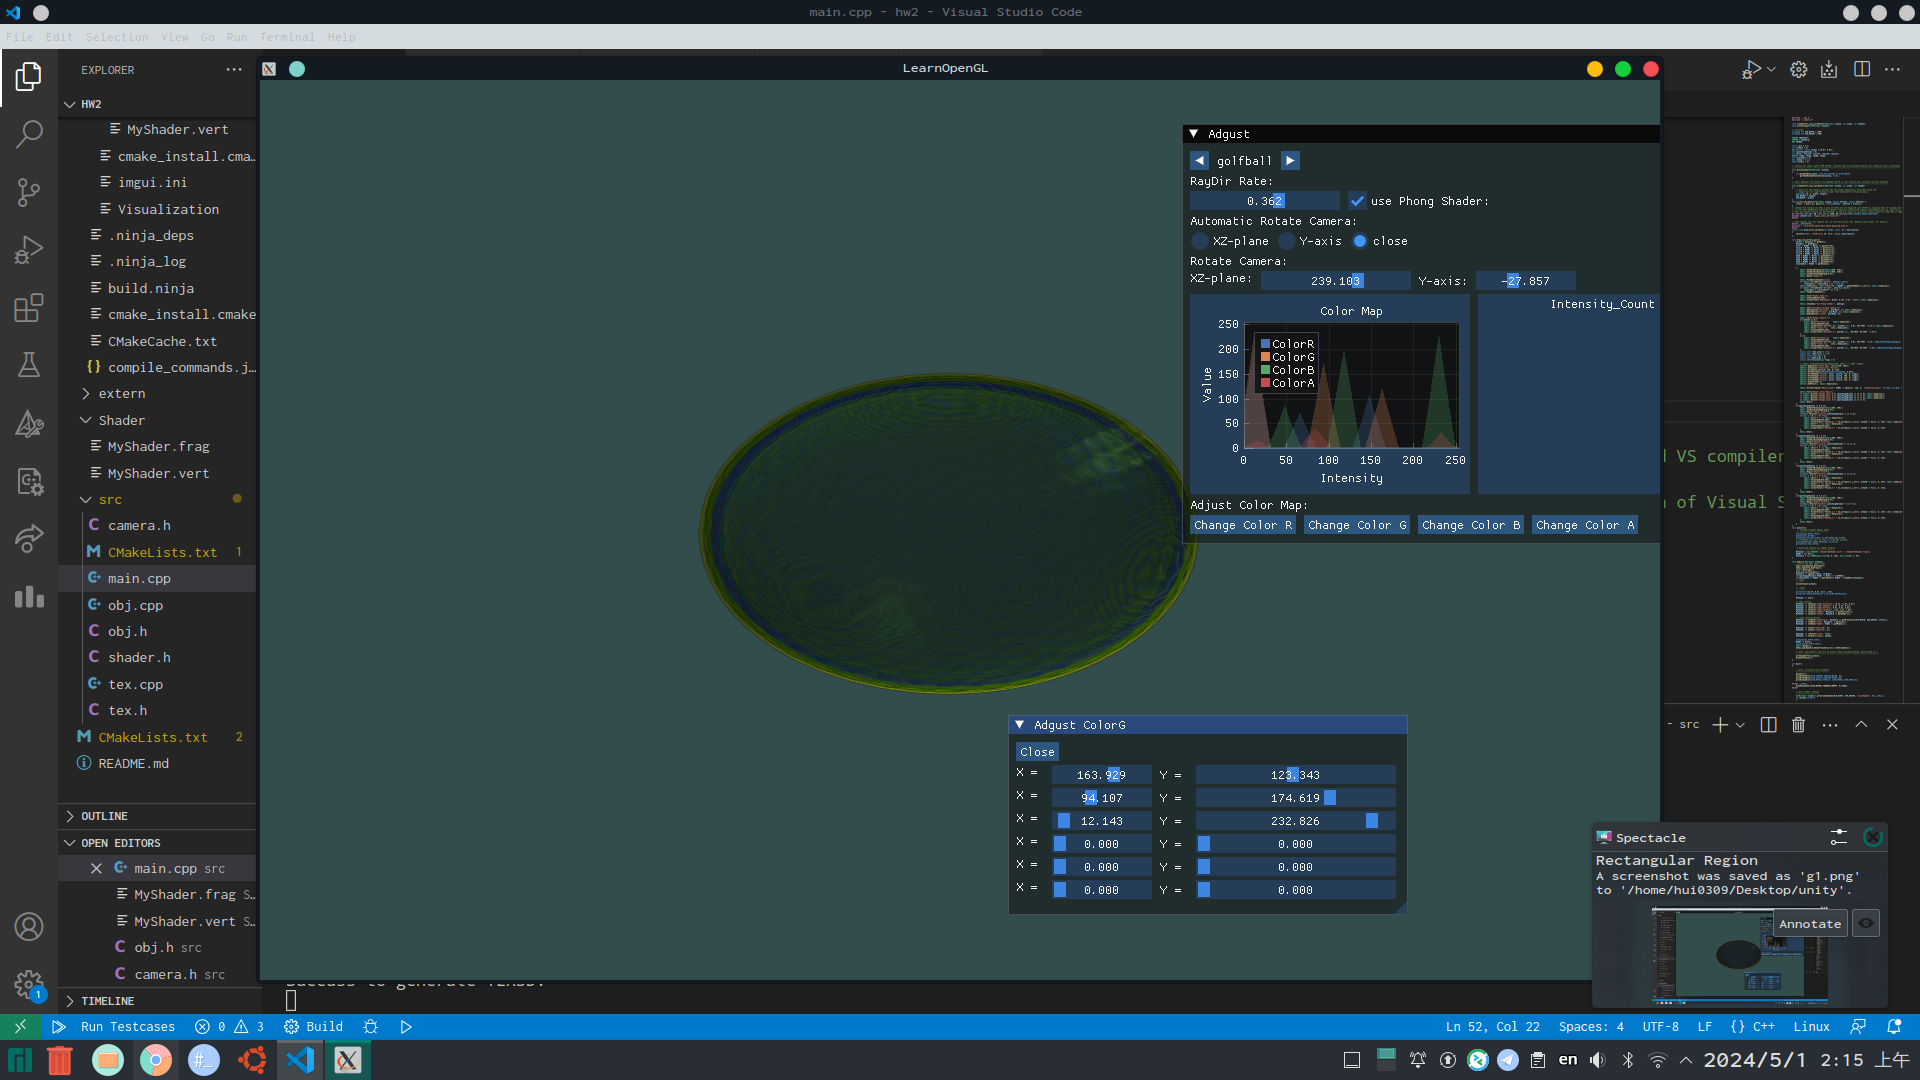 main.cpp - hw2 - Visual Studio Code
File Edit Selection View Go Run Terminal Help
EXPLORER
HW2
MyShader.vert
cmake_install.cma…
imgui.ini
Visualization
.ninja_deps
.ninja_log
build.ninja
cmake_install.cmake
CMakeCache.txt
{} compile_commands.j…
extern
Shader
MyShader.frag
MyShader.vert
src
C camera.h
M CMakeLists.txt 1
main.cpp
obj.cpp
C obj.h
C shader.h
tex.cpp
C tex.h
M CMakeLists.txt 2
README.md
OUTLINE
OPEN EDITORS
main.cpp src
MyShader.frag S…
MyShader.vert S…
C obj.h src
C camera.h src
TIMELINE
1
LearnOpenGL
Adgust
golfball
RayDir Rate:
0.362 use Phong Shader:
Automatic Rotate Camera:
XZ-plane Y-axis close
Rotate Camera:
XZ-plane: 239.103 Y-axis: -27.857
Color Map
Intensity_Count
250
200
150
100
50
0
Value
ColorR
ColorG
ColorB
ColorA
0 50 100 150 200 250
Intensity
Adjust Color Map:
Change Color R Change Color G Change Color B Change Color A
VS compiler
n of Visual S
Adgust ColorG
Close
X = 163.929 Y = 123.343
X = 94.107 Y = 174.619
X = 12.143 Y = 232.826
X = 0.000 Y = 0.000
X = 0.000 Y = 0.000
X = 0.000 Y = 0.000
- src
Spectacle
Rectangular Region
A screenshot was saved as 'g1.png'
to '/home/hui0309/Desktop/unity'.
Annotate
Run Testcases 0 3 Build
Ln 52, Col 22 Spaces: 4 UTF-8 LF {} C++ Linux
#_ en 2024/5/1 2:15 上午